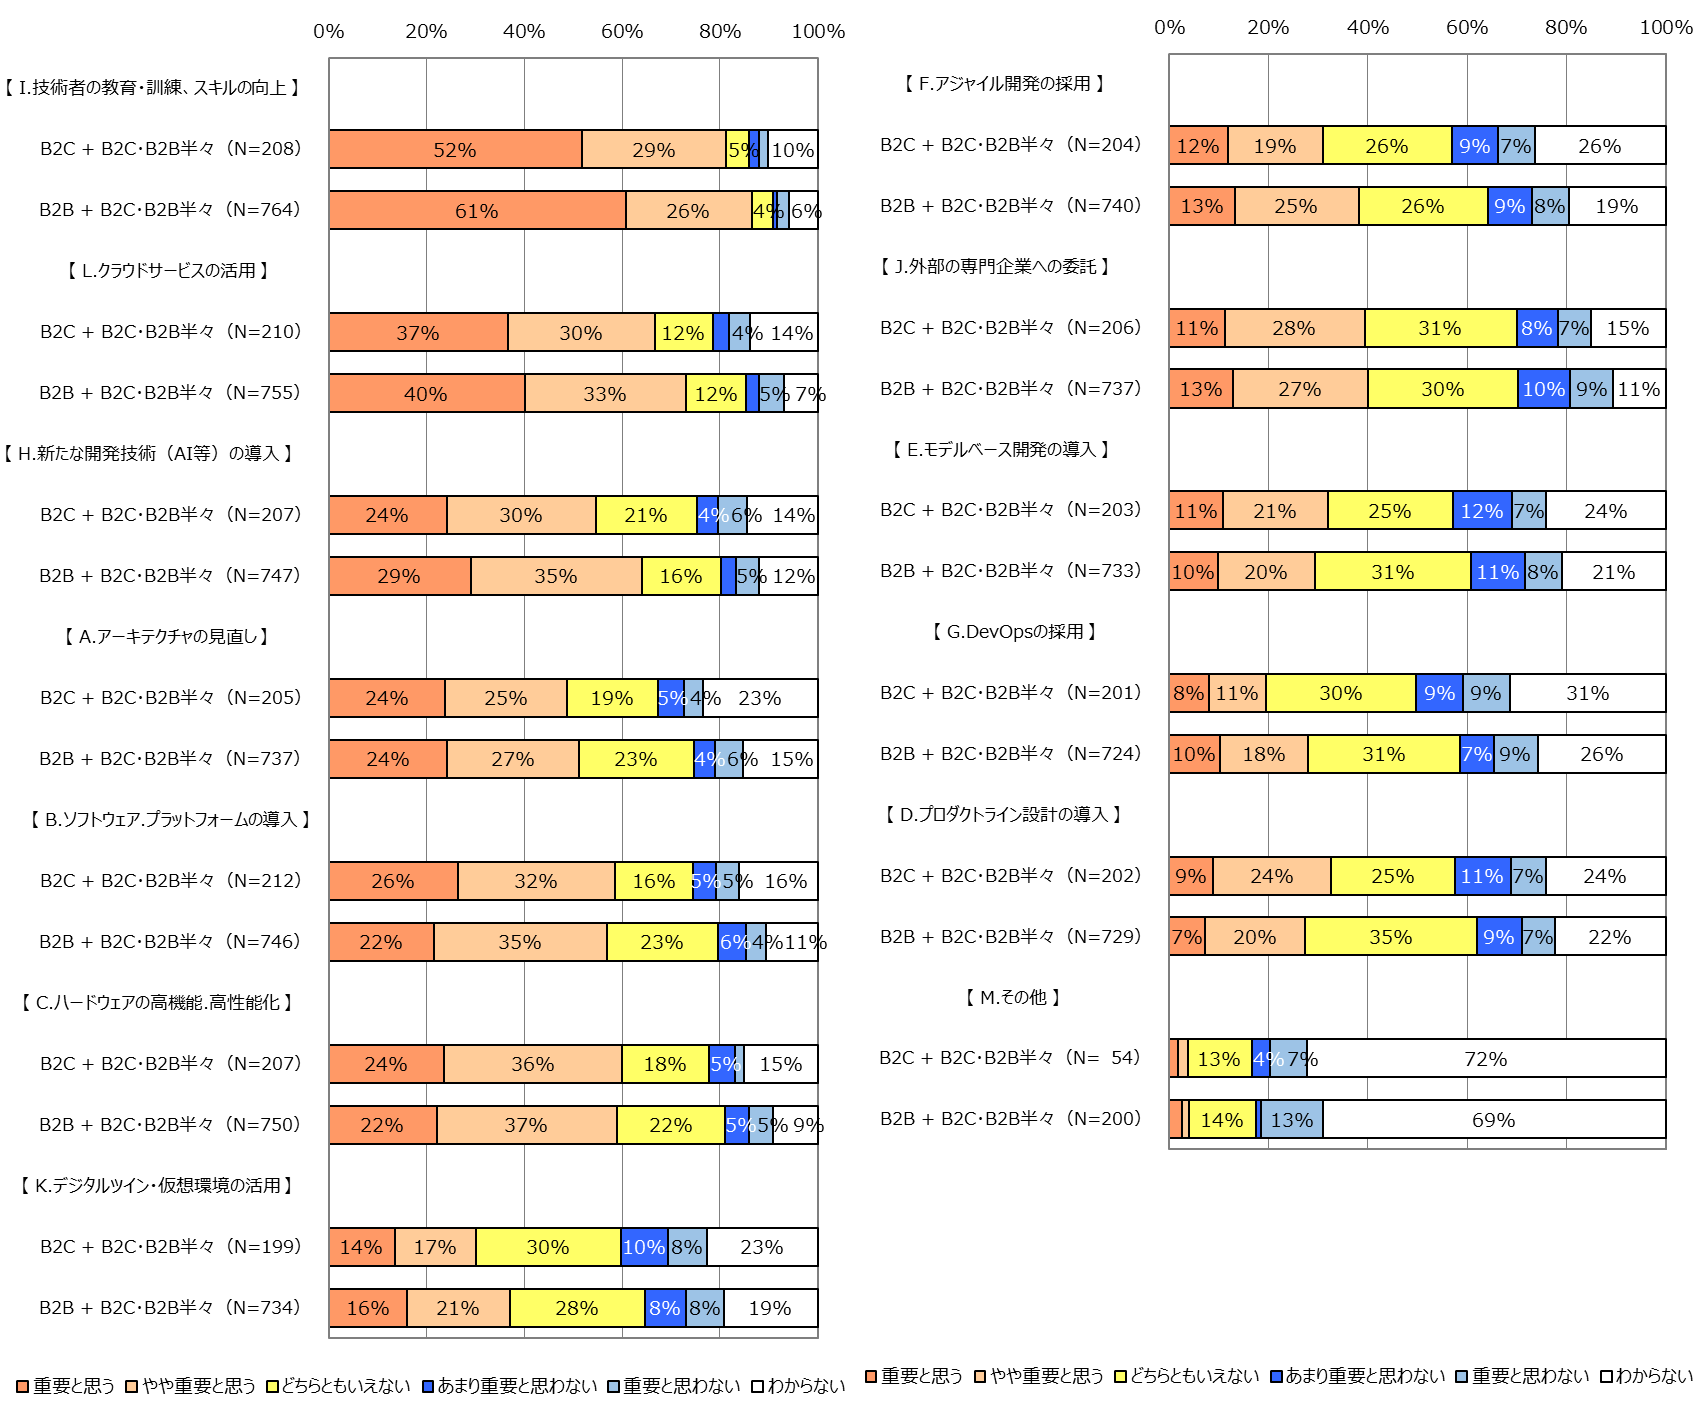 0% 20% 40% 60% 80% 100%
【 I.技術者の教育・訓練、スキルの向上 】
B2C + B2C・B2B半々（N=208） 52% 29% 5% 10%
B2B + B2C・B2B半々（N=764） 61% 26% 4% 6%
【 L.クラウドサービスの活用 】
B2C + B2C・B2B半々（N=210） 37% 30% 12% 4% 14%
B2B + B2C・B2B半々（N=755） 40% 33% 12% 5% 7%
【 H.新たな開発技術（AI等）の導入 】
B2C + B2C・B2B半々（N=207） 24% 30% 21% 4% 6% 14%
B2B + B2C・B2B半々（N=747） 29% 35% 16% 5% 12%
【 A.アーキテクチャの見直し 】
B2C + B2C・B2B半々（N=205） 24% 25% 19% 5% 4% 23%
B2B + B2C・B2B半々（N=737） 24% 27% 23% 4% 6% 15%
【 B.ソフトウェア.プラットフォームの導入 】
B2C + B2C・B2B半々（N=212） 26% 32% 16% 5% 5% 16%
B2B + B2C・B2B半々（N=746） 22% 35% 23% 6% 4% 11%
【 C.ハードウェアの高機能.高性能化 】
B2C + B2C・B2B半々（N=207） 24% 36% 18% 5% 15%
B2B + B2C・B2B半々（N=750） 22% 37% 22% 5% 5% 9%
【 K.デジタルツイン・仮想環境の活用 】
B2C + B2C・B2B半々（N=199） 14% 17% 30% 10% 8% 23%
B2B + B2C・B2B半々（N=734） 16% 21% 28% 8% 8% 19%
重要と思う やや重要と思う どちらともいえない あまり重要と思わない 重要と思わない わからない
0% 20% 40% 60% 80% 100%
【 F.アジャイル開発の採用 】
B2C + B2C・B2B半々（N=204） 12% 19% 26% 9% 7% 26%
B2B + B2C・B2B半々（N=740） 13% 25% 26% 9% 8% 19%
【 J.外部の専門企業への委託 】
B2C + B2C・B2B半々（N=206） 11% 28% 31% 8% 7% 15%
B2B + B2C・B2B半々（N=737） 13% 27% 30% 10% 9% 11%
【 E.モデルベース開発の導入 】
B2C + B2C・B2B半々（N=203） 11% 21% 25% 12% 7% 24%
B2B + B2C・B2B半々（N=733） 10% 20% 31% 11% 8% 21%
【 G.DevOpsの採用 】
B2C + B2C・B2B半々（N=201） 8% 11% 30% 9% 9% 31%
B2B + B2C・B2B半々（N=724） 10% 18% 31% 7% 9% 26%
【 D.プロダクトライン設計の導入 】
B2C + B2C・B2B半々（N=202） 9% 24% 25% 11% 7% 24%
B2B + B2C・B2B半々（N=729） 7% 20% 35% 9% 7% 22%
【 M.その他 】
B2C + B2C・B2B半々（N= 54） 13% 4% 7% 72%
B2B + B2C・B2B半々（N=200） 14% 13% 69%
重要と思う やや重要と思う どちらともいえない あまり重要と思わない 重要と思わない わからない